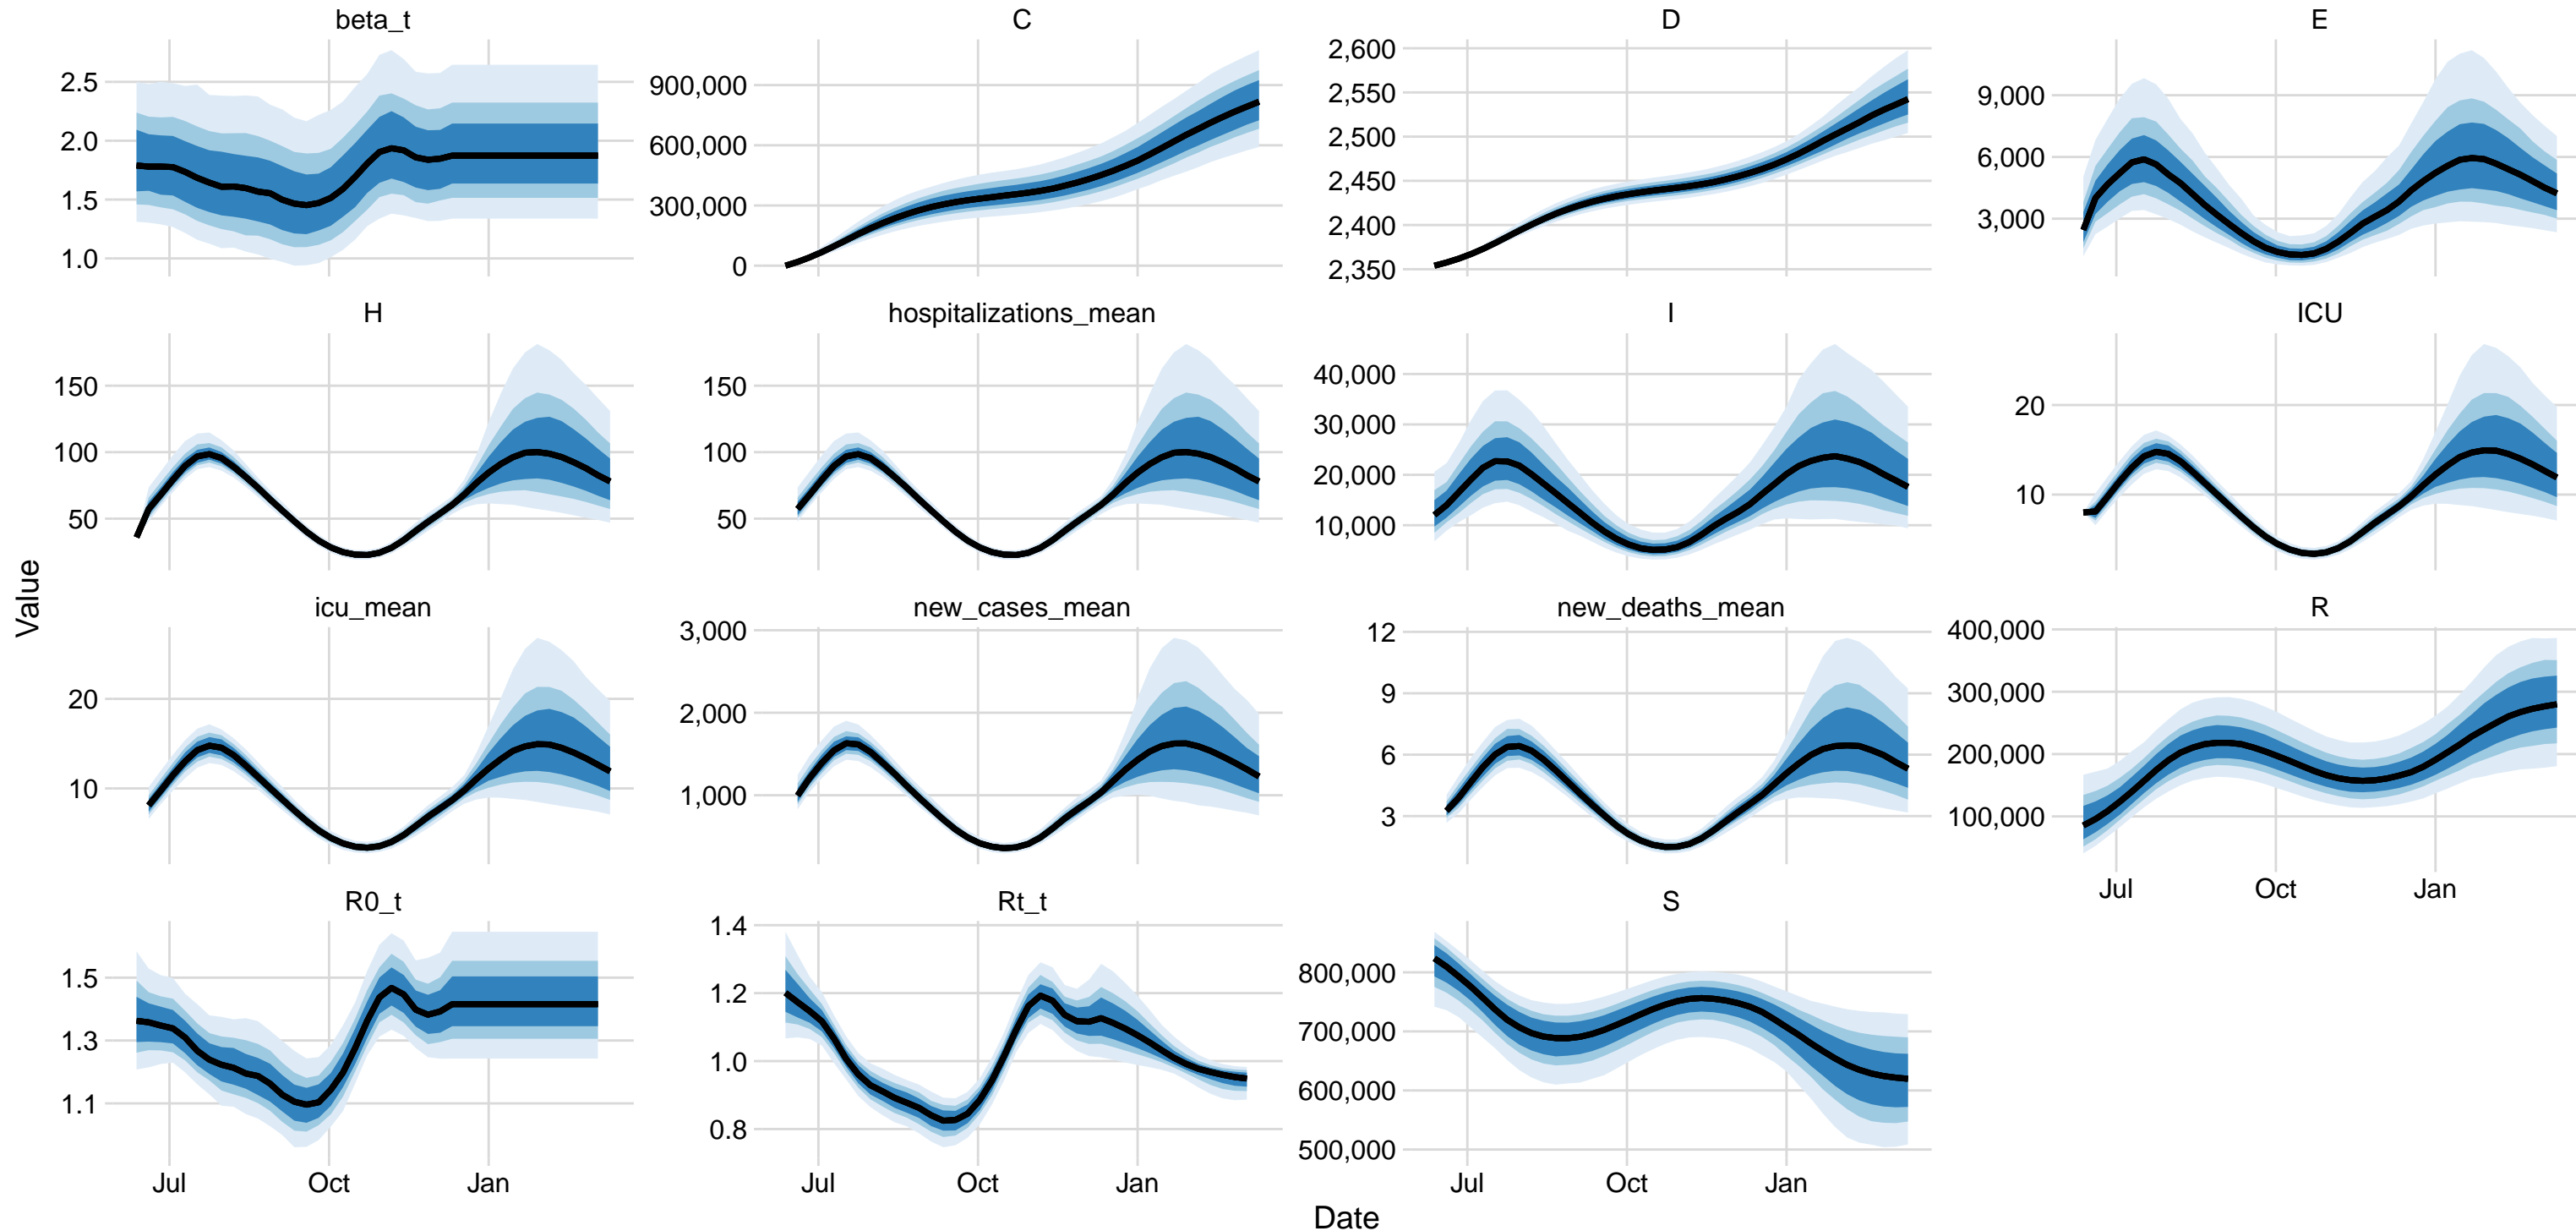 beta_t
2.5
2.0
1.5
1.0
C
900,000
600,000
300,000
0
D
2,600
2,550
2,500
2,450
2,400
2,350
E
9,000
6,000
3,000
H
150
100
50
hospitalizations_mean
150
100
50
I
40,000
30,000
20,000
10,000
ICU
20
10
Value
icu_mean
20
10
new_cases_mean
3,000
2,000
1,000
new_deaths_mean
12
9
6
3
R
400,000
300,000
200,000
100,000
Jul Oct Jan
R0_t
1.5
1.3
1.1
Jul Oct Jan
Rt_t
1.4
1.2
1.0
0.8
Jul Oct Jan
S
800,000
700,000
600,000
500,000
Jul Oct Jan
Date